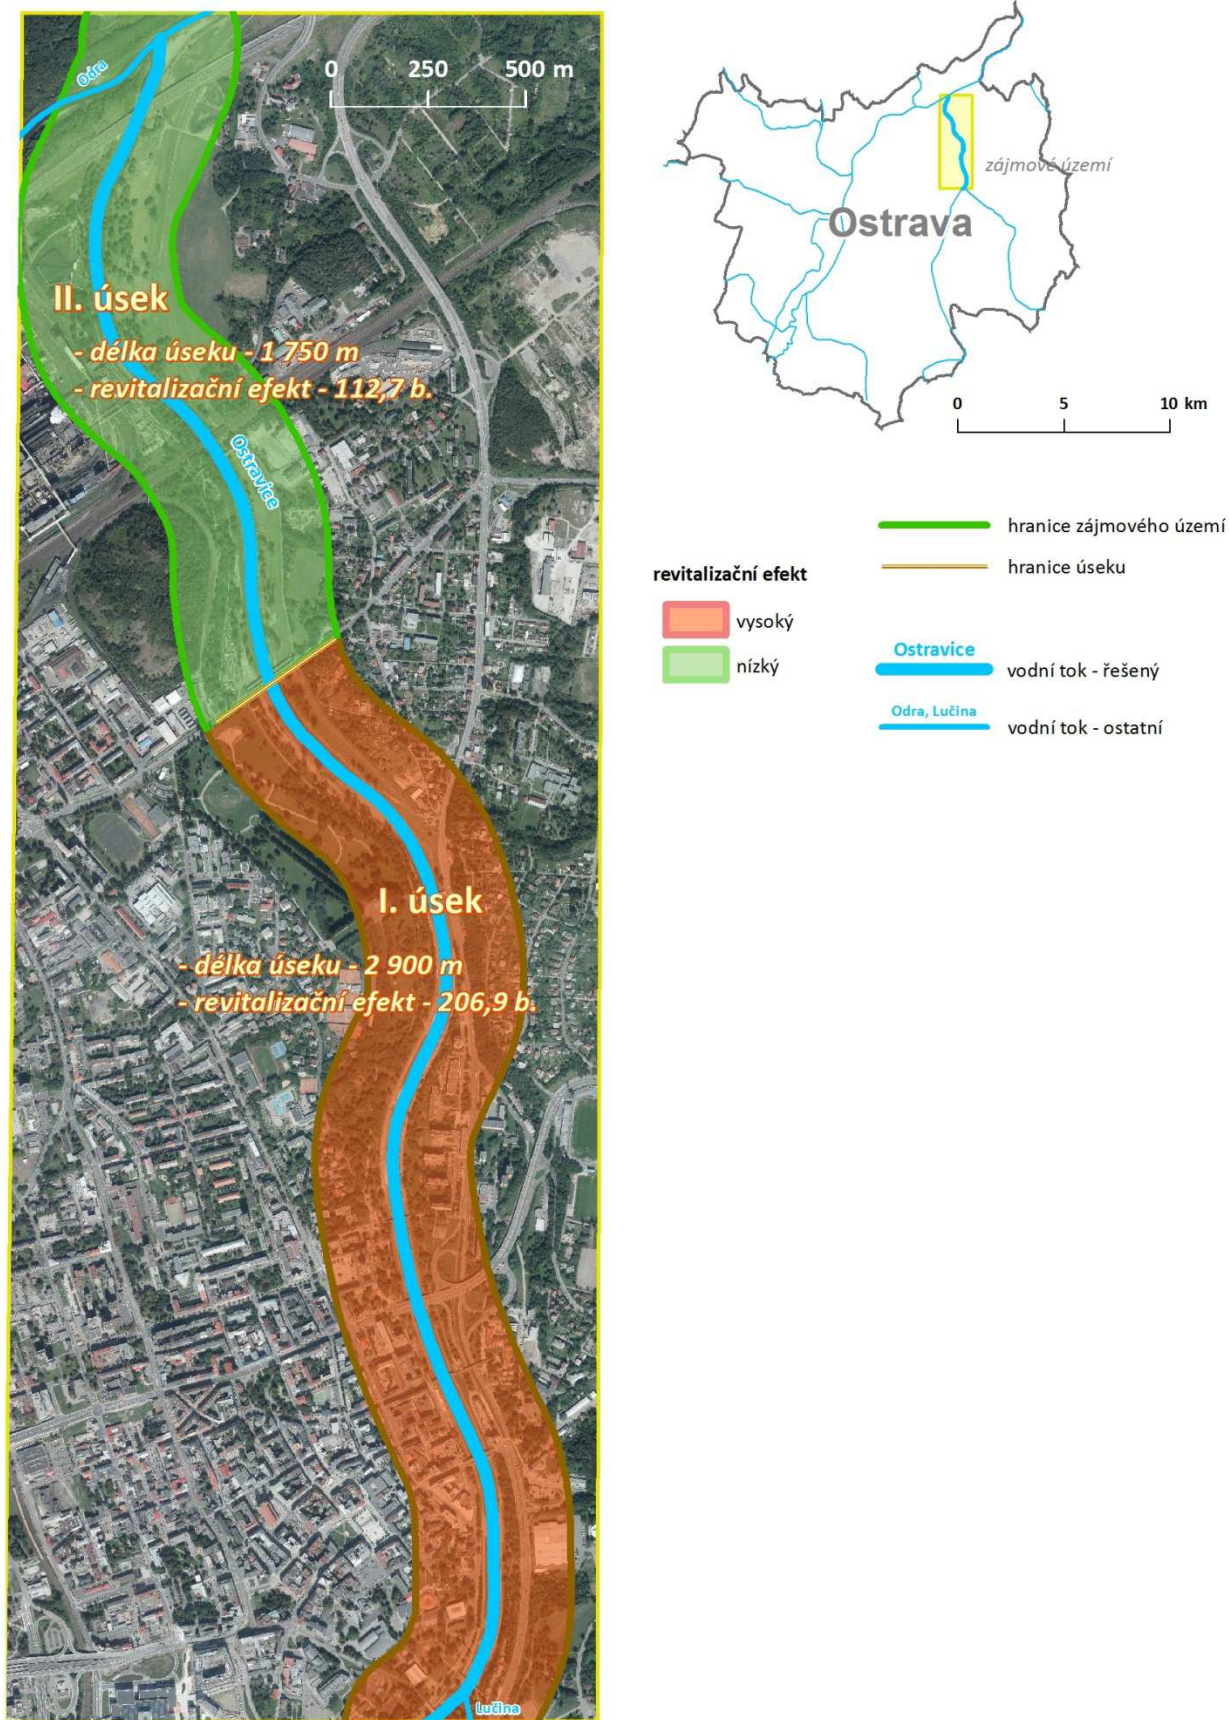 Odra
0 250 500 m
II. úsek
- délka úseku - 1 750 m
- revitalizační efekt - 112,7 b.
Ostravice
I. úsek
- délka úseku - 2 900 m
- revitalizační efekt - 206,9 b.
Lučina
zájmové území
Ostrava
0 5 10 km
revitalizační efekt
vysoký
nízký
hranice zájmového území
hranice úseku
Ostravice
vodní tok - řešený
Odra, Lučina
vodní tok - ostatní